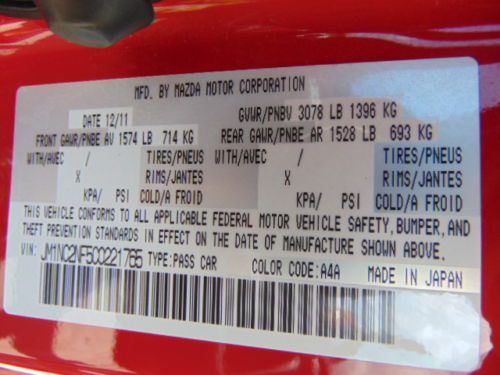 MFD. BY MAZDA MOTOR CORPORATION
DATE 12/11 GVWR/PNBV 3078 LB 1396 KG
FRONT GAWR/PNBE AV 1574 LB 714 KG REAR GAWR/PNBE AR 1528 LB 693 KG
WITH/AVEC / TIRES/PNEUS WITH/AVEC / TIRES/PNEUS
X RIMS/JANTES X RIMS/JANTES
KPA/ PSI COLD/A FROID KPA/ PSI COLD/A FROID
THIS VEHICLE CONFORMS TO ALL APPLICABLE FEDERAL MOTOR VEHICLE SAFETY, BUMPER, AND
THEFT PREVENTION STANDARDS IN EFFECT ON THE DATE OF MANUFACTURE SHOWN ABOVE.
VIN: JM1NC2NF5C0221765 TYPE:PASS CAR COLOR CODE:A4A MADE IN JAPAN